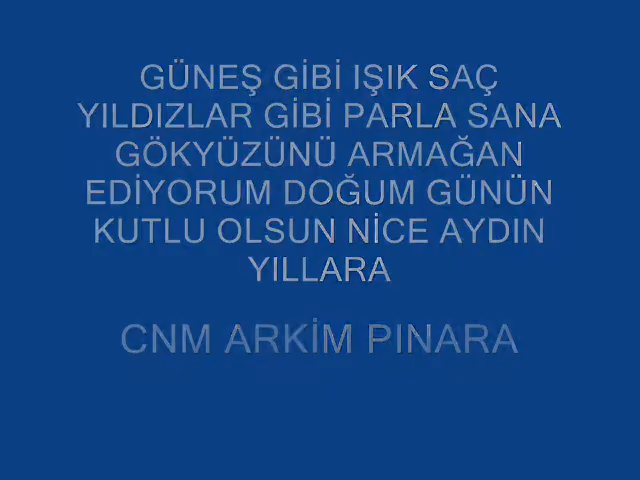 GÜNEŞ GİBİ IŞIK SAÇ
YILDIZLAR GİBİ PARLA SANA
GÖKYÜZÜNÜ ARMAĞAN
EDİYORUM DOĞUM GÜNÜN
KUTLU OLSUN NİCE AYDIN
YILLARA
CNM ARKİM PINARA